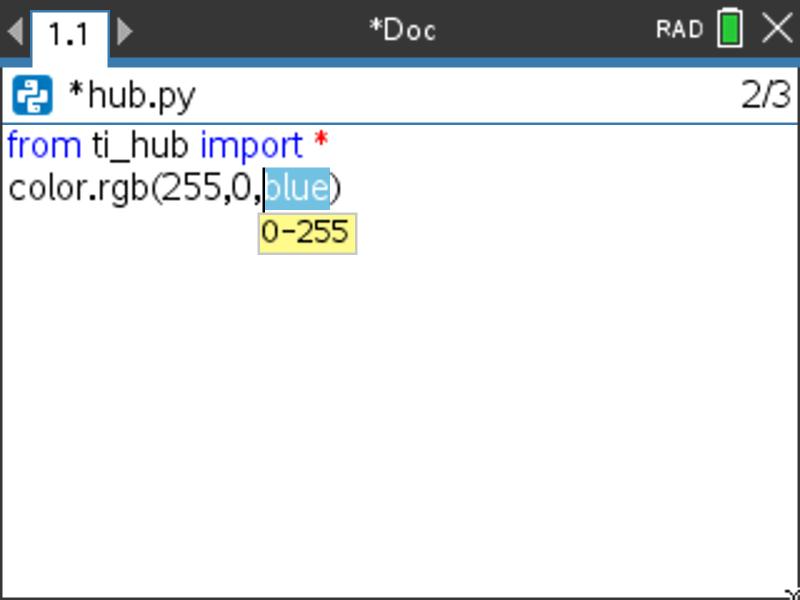 1.1 *Doc RAD
*hub.py 2/3
from ti_hub import *
color.rgb(255,0,blue)
0-255